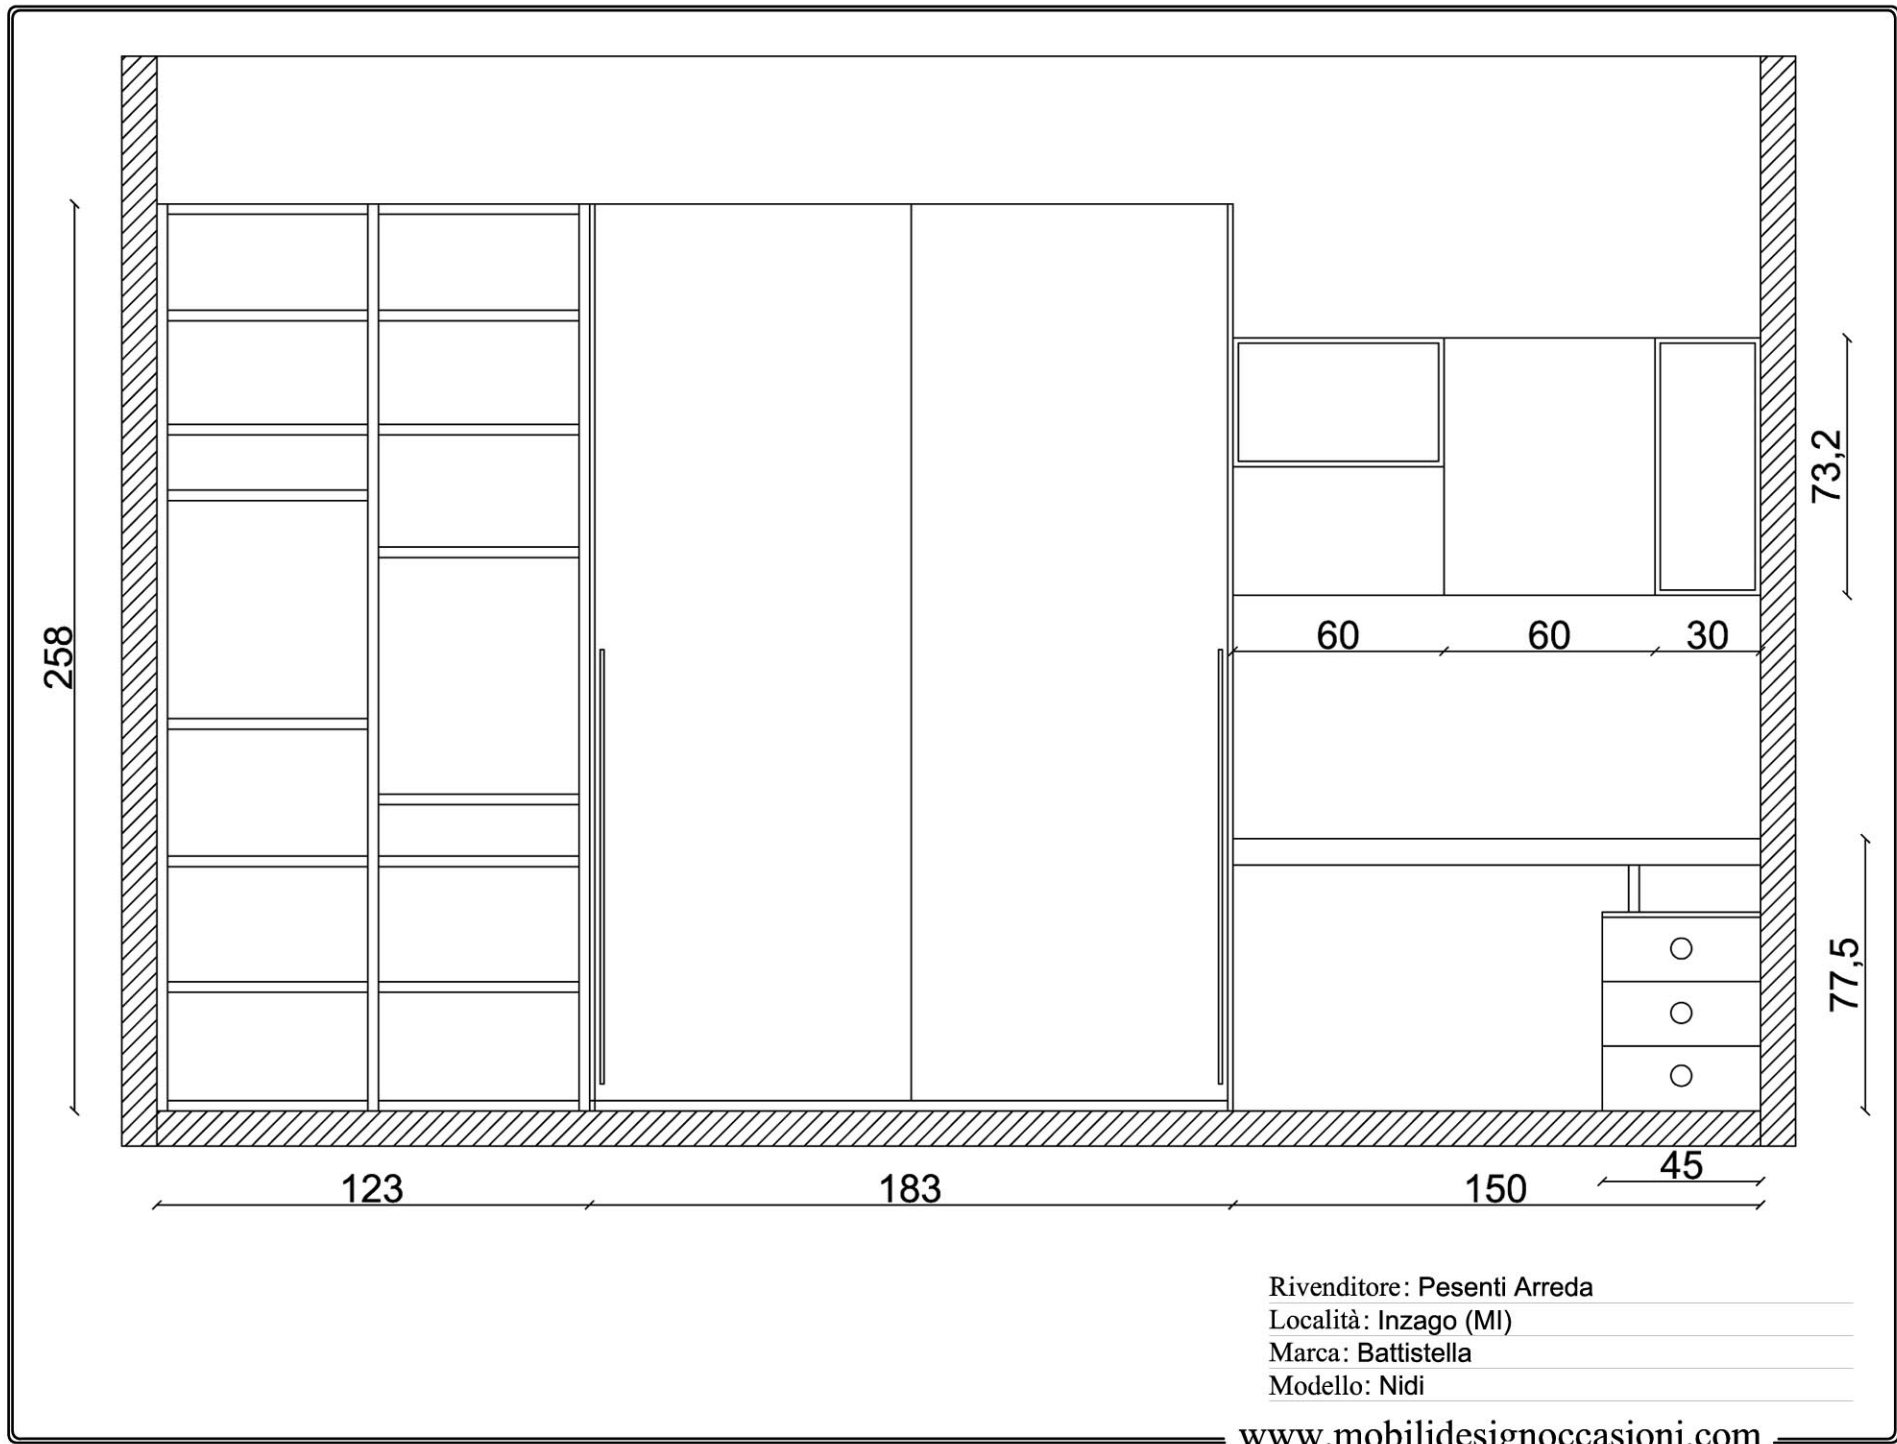 258
73,2
60 60 30
77,5
45
123 183 150
Rivenditore: Pesenti Arreda
Località: Inzago (MI)
Marca: Battistella
Modello: Nidi
www.mobilidesignoccasioni.com